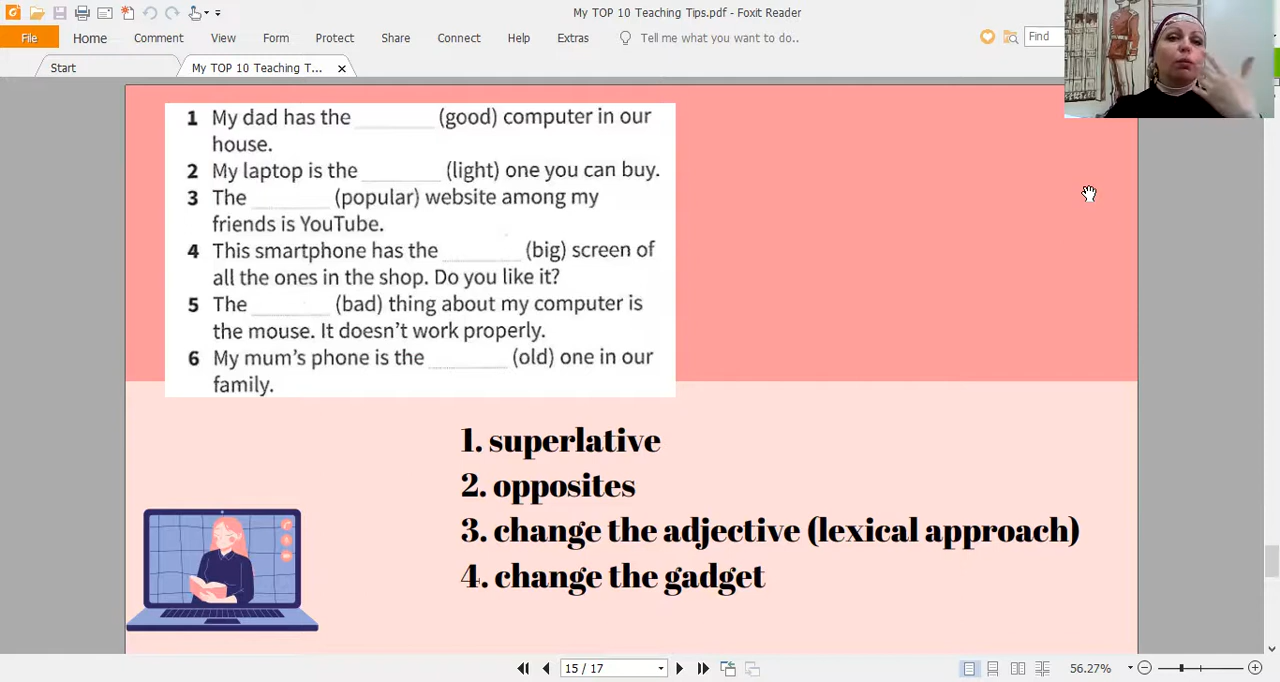 My TOP 10 Teaching Tips.pdf - Foxit Reader
File Home Comment View Form Protect Share Connect Help Extras Tell me what you want to do.. Find
Start My TOP 10 Teaching T...
1 My dad has the ________ (good) computer in our
house.
2 My laptop is the ________ (light) one you can buy.
3 The ________ (popular) website among my
friends is YouTube.
4 This smartphone has the ________ (big) screen of
all the ones in the shop. Do you like it?
5 The ________ (bad) thing about my computer is
the mouse. It doesn't work properly.
6 My mum's phone is the ________ (old) one in our
family.
1. superlative
2. opposites
3. change the adjective (lexical approach)
4. change the gadget
15 / 17 56.27%